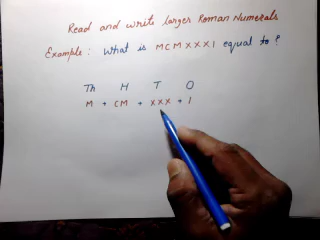 Read and write larger Roman Numerals
Example : What is MCMXXXI equal to?
Th H T O
M + CM + XXX + I